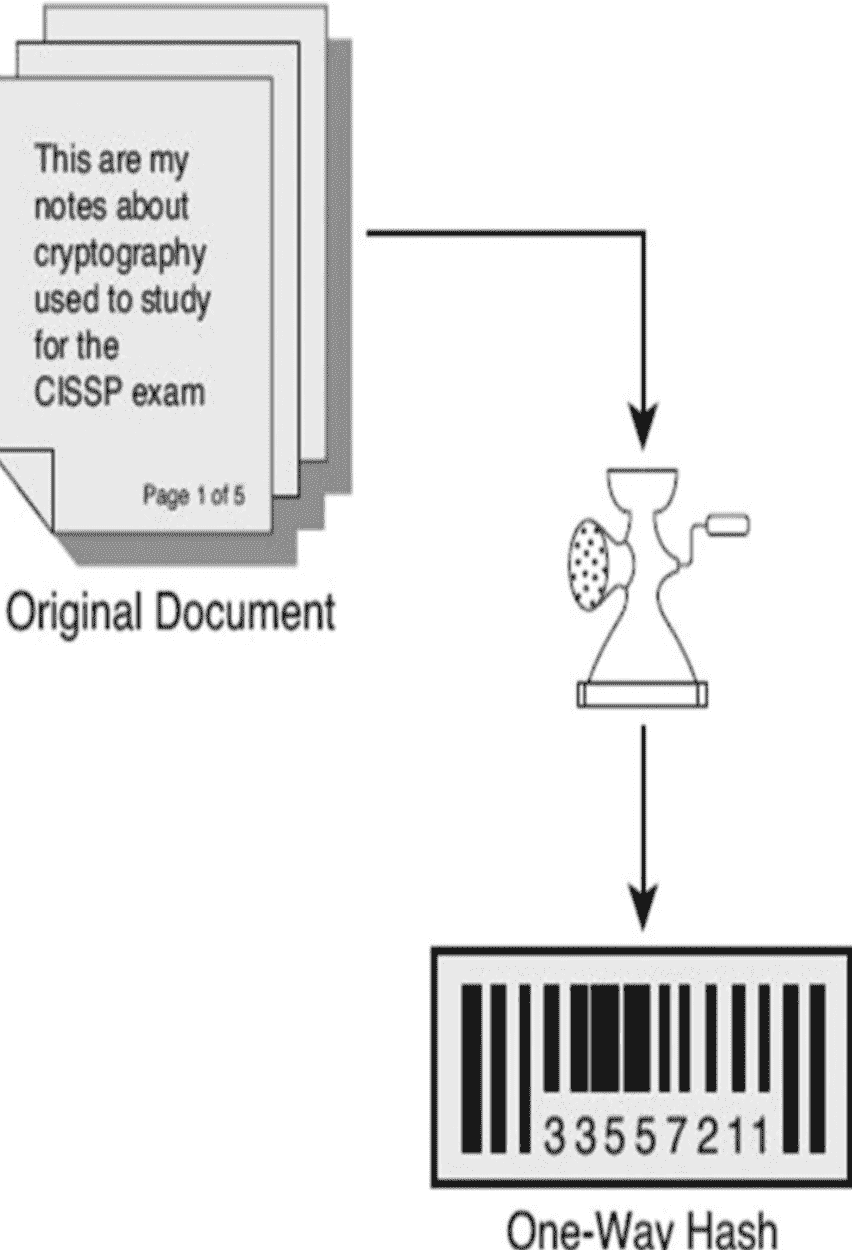 This are my
notes about
cryptography
used to study
for the
CISSP exam
Page 1 of 5
Original Document
33557211
One-Way Hash